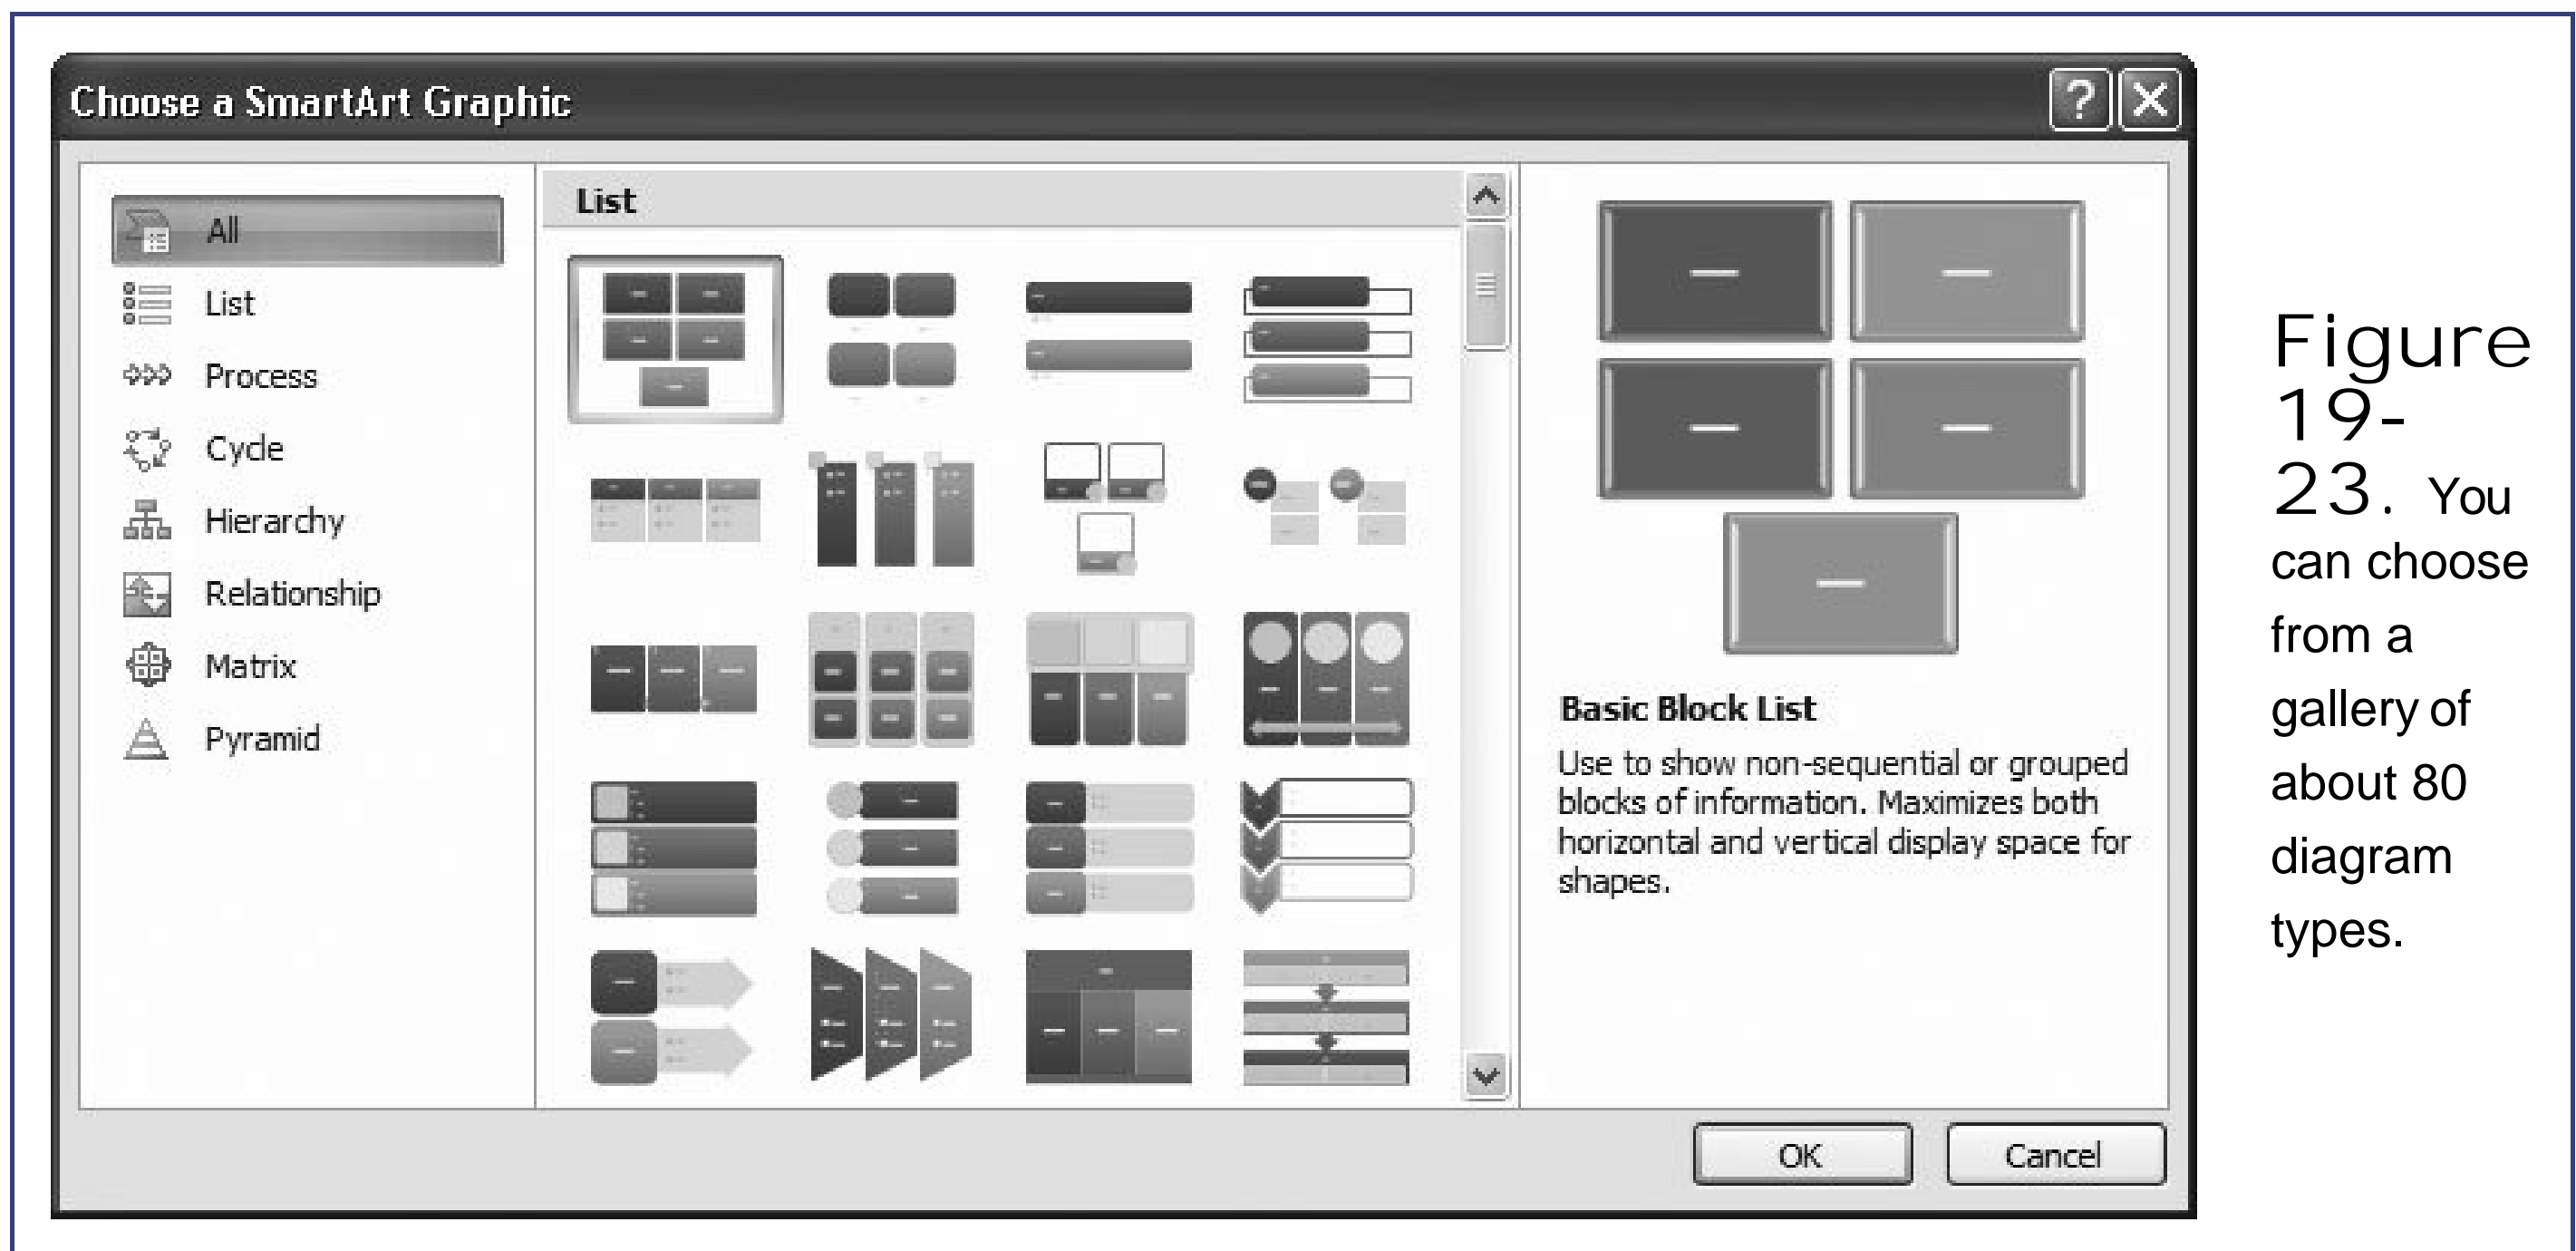 Choose a SmartArt Graphic
All
List
Process
Cycle
Hierarchy
Relationship
Matrix
Pyramid
List
Basic Block List
Use to show non-sequential or grouped
blocks of information. Maximizes both
horizontal and vertical display space for
shapes.
OK
Cancel
Figure
19-
23. You
can choose
from a
gallery of
about 80
diagram
types.